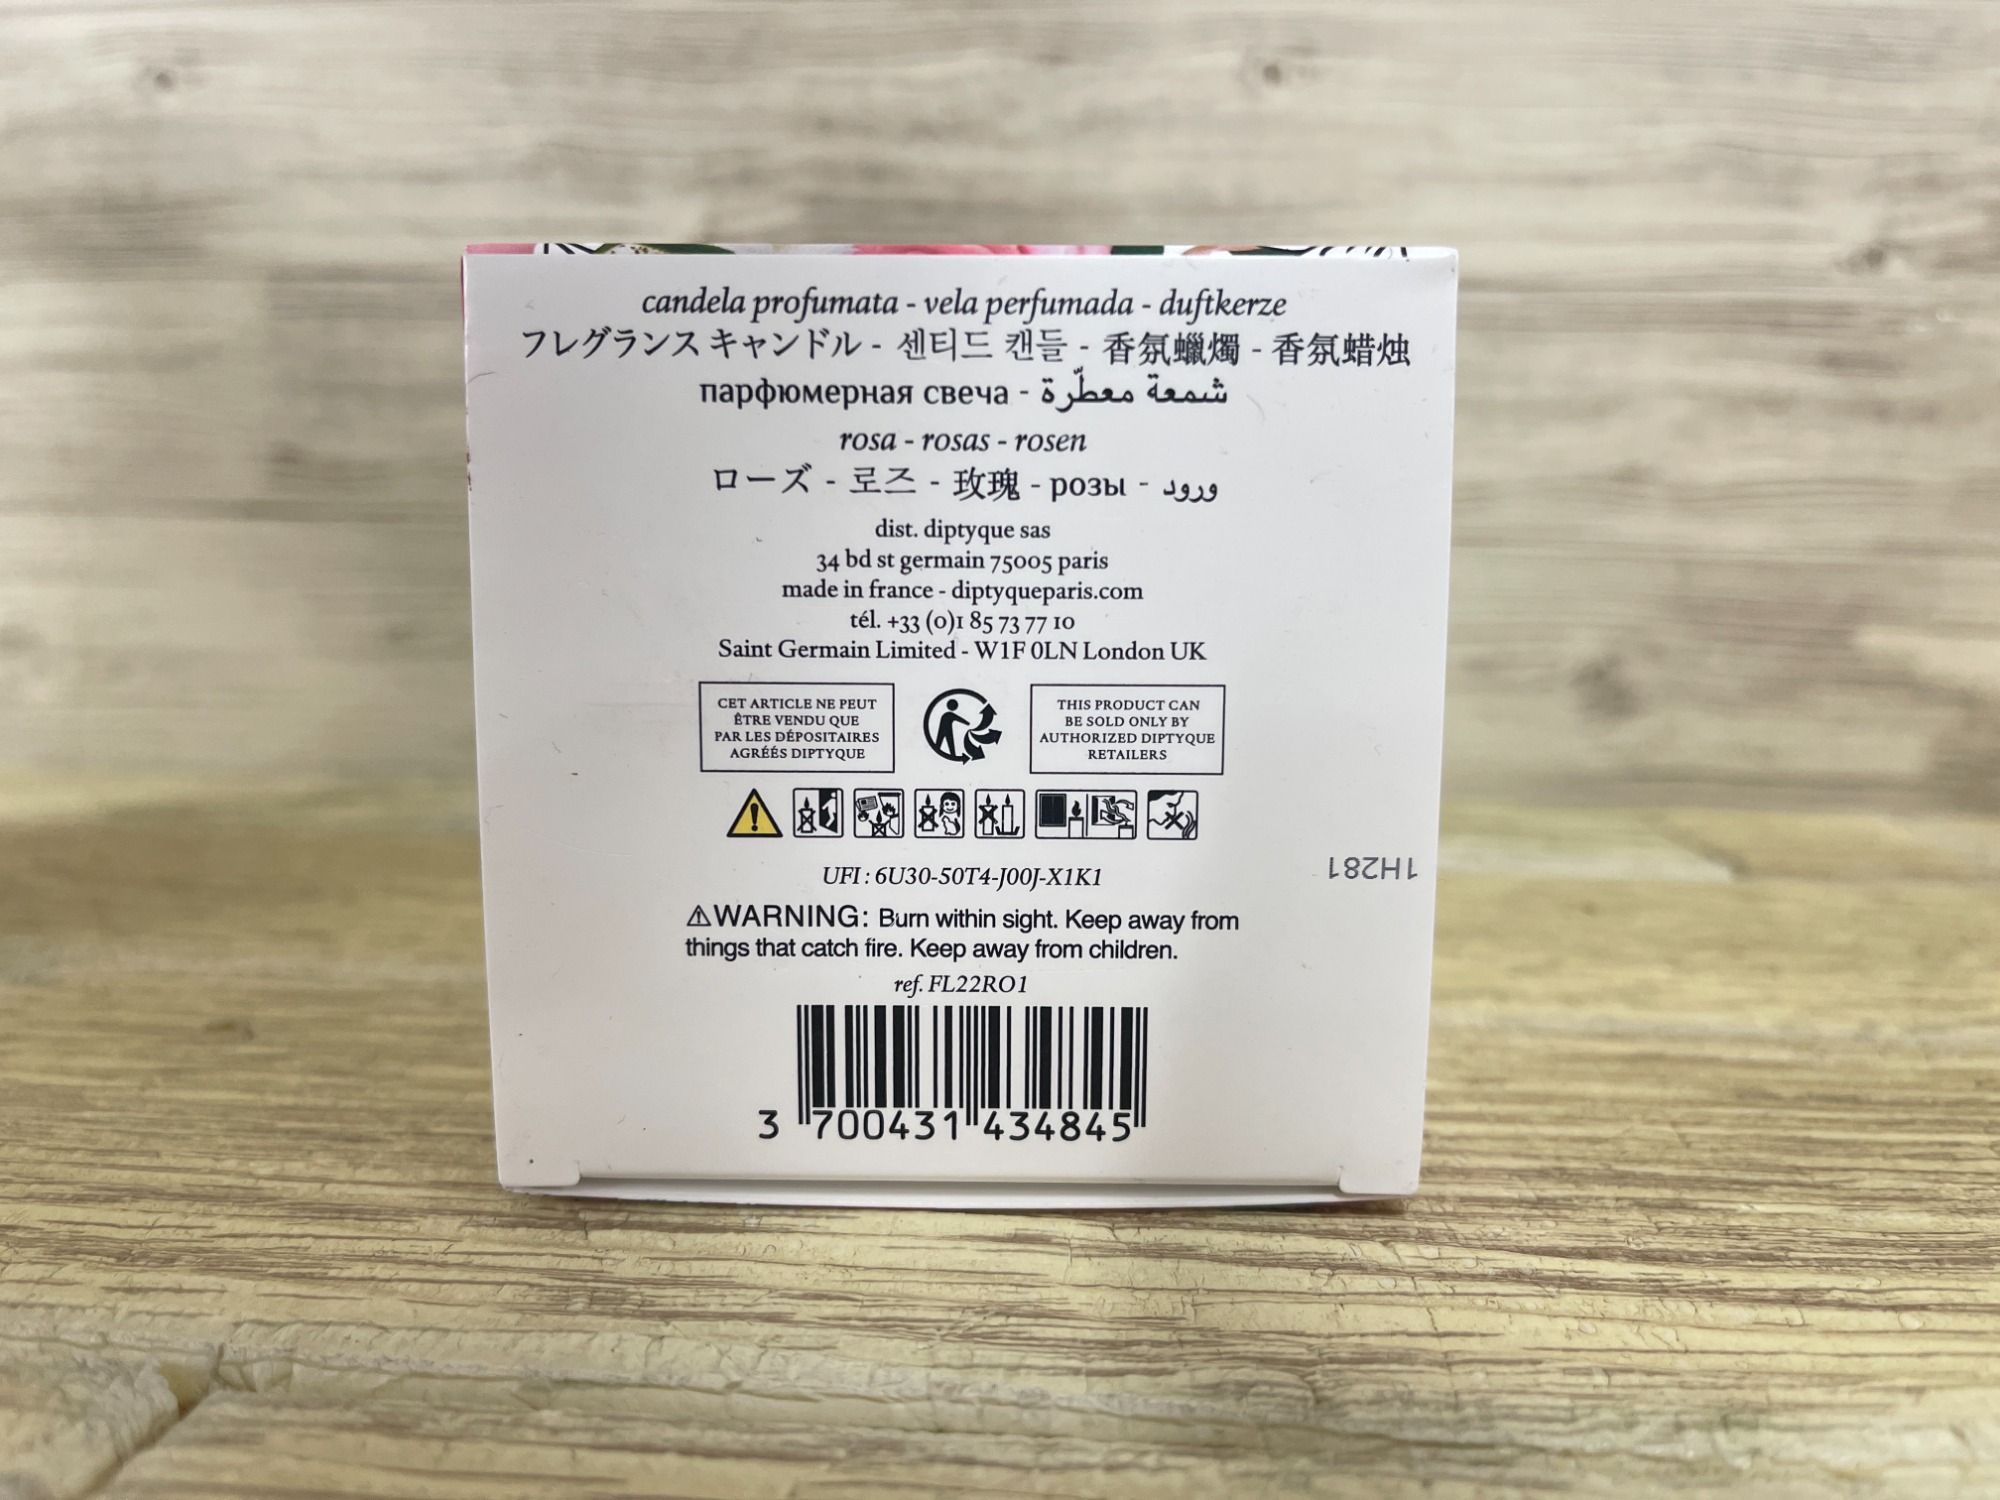 candela profumata - vela perfumada - duftkerze
フレグランス キャンドル - 센티드 캔들 - 香氛蠟燭 - 香氛蜡烛
парфюмерная свеча - شمعة معطّرة
rosa - rosas - rosen
ローズ - 로즈 - 玫瑰 - розы - ورود
dist. diptyque sas
34 bd st germain 75005 paris
made in france - diptyqueparis.com
tél. +33 (0)1 85 73 77 10
Saint Germain Limited - W1F 0LN London UK
CET ARTICLE NE PEUT
ÊTRE VENDU QUE
PAR LES DÉPOSITAIRES
AGRÉÉS DIPTYQUE
THIS PRODUCT CAN
BE SOLD ONLY BY
AUTHORIZED DIPTYQUE
RETAILERS
UFI : 6U30-50T4-J00J-X1K1
1H281
⚠WARNING: Burn within sight. Keep away from
things that catch fire. Keep away from children.
ref. FL22RO1
3 700431 434845